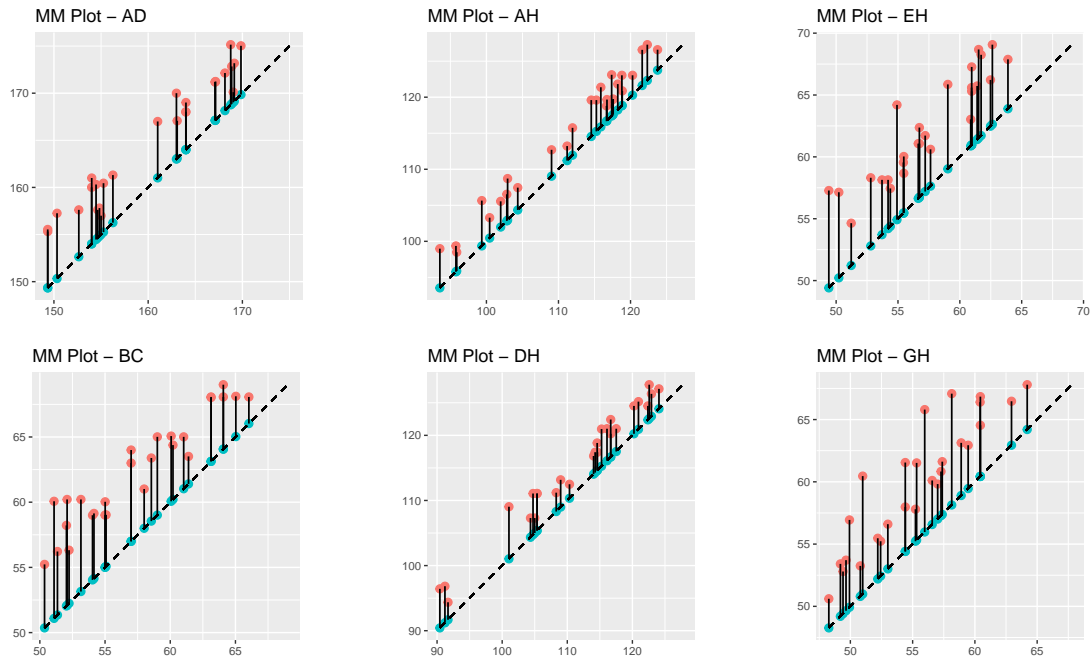 MM Plot – AD
170
160
150
150 160 170
MM Plot – AH
120
110
100
100 110 120
MM Plot – EH
70
65
60
55
50
50 55 60 65 70
MM Plot – BC
65
60
55
50
50 55 60 65
MM Plot – DH
120
110
100
90
90 100 110 120
MM Plot – GH
65
60
55
50
50 55 60 65